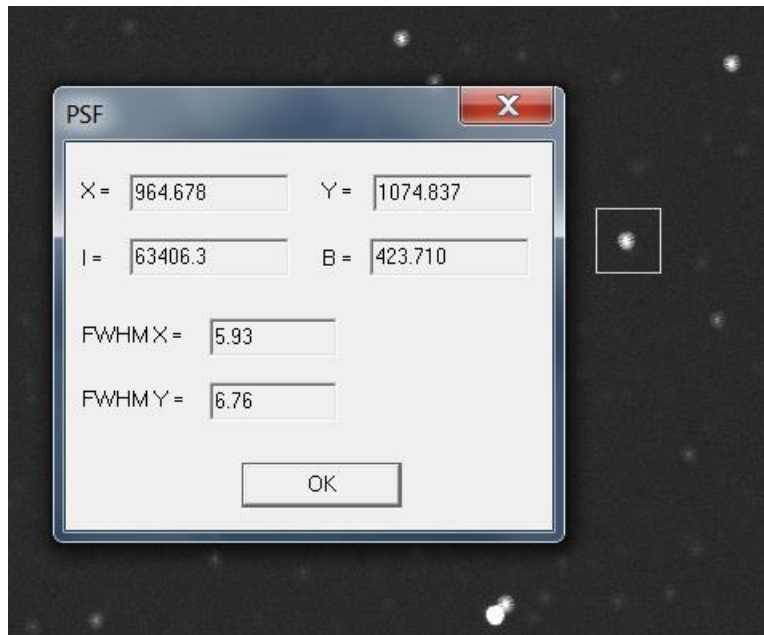 PSF
X = 964.678 Y = 1074.837
I = 63406.3 B = 423.710
FWHM X = 5.93
FWHM Y = 6.76
OK